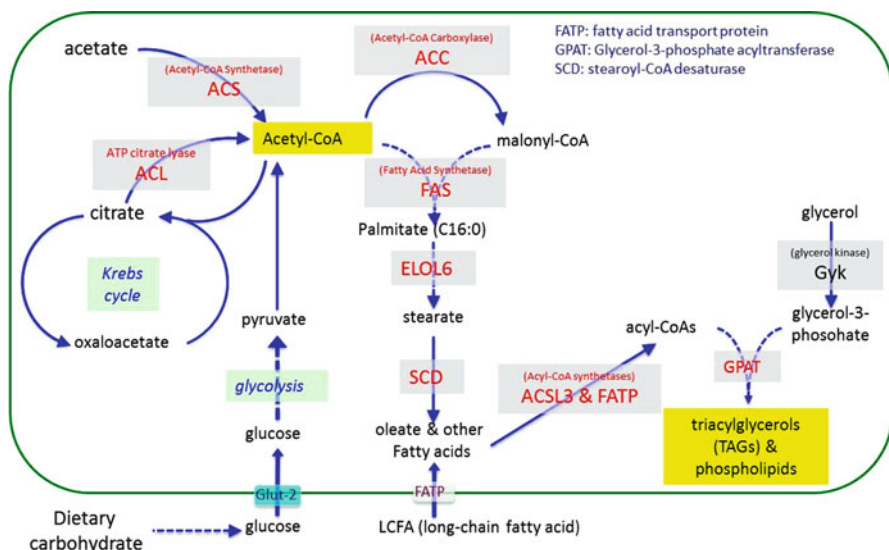 FATP: fatty acid transport protein
GPAT: Glycerol-3-phosphate acyltransferase
SCD: stearoyl-CoA desaturase
acetate
(Acetyl-CoA Synthetase)
ACS
(Acetyl-CoA Carboxylase)
ACC
Acetyl-CoA
malonyl-CoA
ATP citrate lyase
ACL
(Fatty Acid Synthetase)
FAS
citrate
Palmitate (C16:0)
glycerol
(glycerol kinase)
Gyk
Krebs
cycle
ELOL6
oxaloacetate
pyruvate
stearate
acyl-CoAs
glycerol-3-
phosohate
glycolysis
SCD
(Acyl-CoA synthetases)
ACSL3 & FATP
GPAT
glucose
oleate & other
Fatty acids
triacylglycerols
(TAGs) &
phospholipids
Glut-2
FATP
Dietary
carbohydrate
glucose
LCFA (long-chain fatty acid)